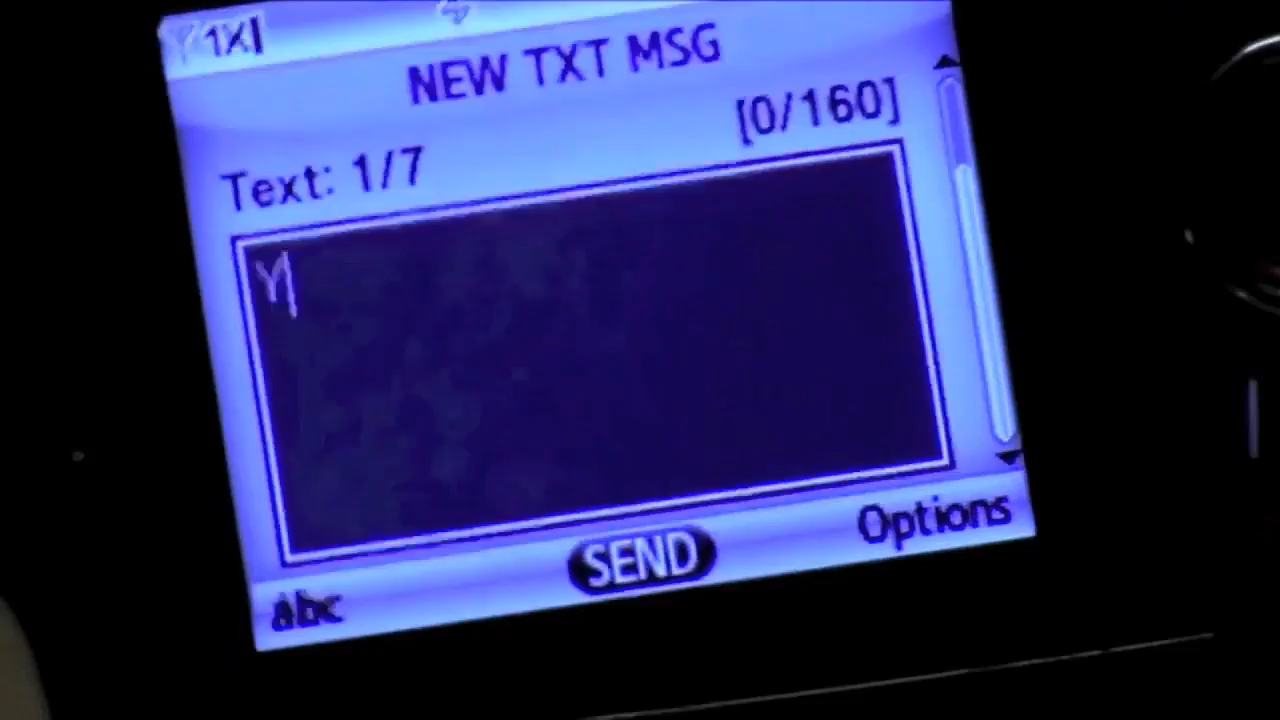 1X
NEW TXT MSG
[0/160]
Text: 1/7
SEND
Options
abc